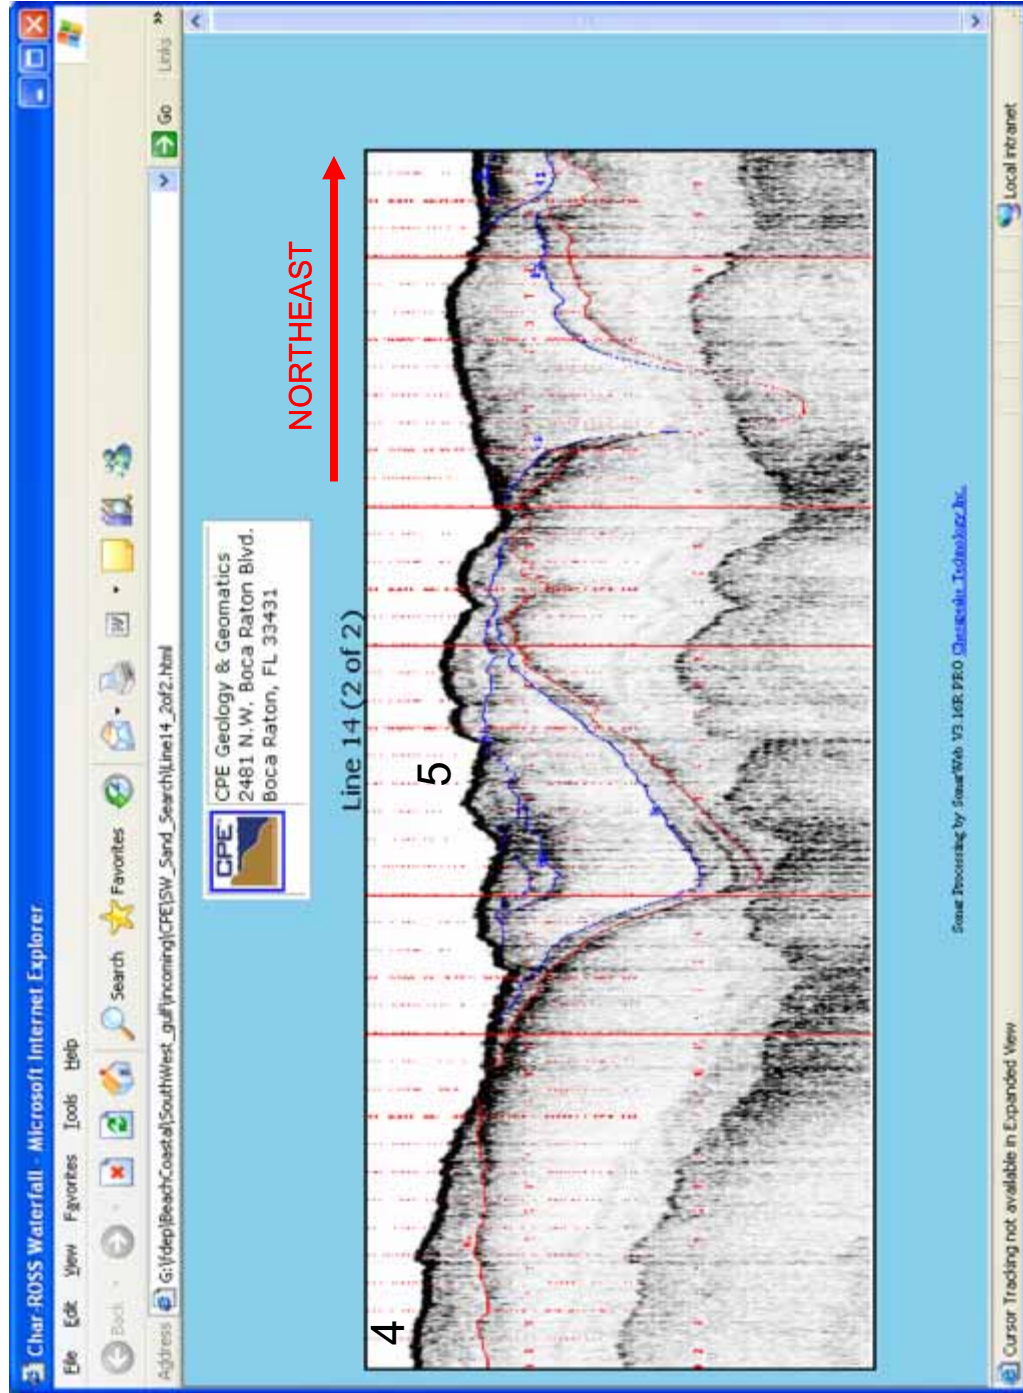 Char-ROSS Waterfall - Microsoft Internet Explorer
File Edit View Favorites Tools Help
Back Search Favorites
Address G:\!dep\BeachCoastal\SouthWest_gulf\incoming\CPE\SW_Sand_Search\Line14_2of2.html Go Links »
CPE
CPE Geology & Geomatics
2481 N.W. Boca Raton Blvd.
Boca Raton, FL 33431
NORTHEAST
Line 14 (2 of 2)
4
5
Sonar Processing by SonarWeb V3.16R PRO Chesapeake Technology Inc.
Cursor Tracking not available in Expanded View
Local intranet